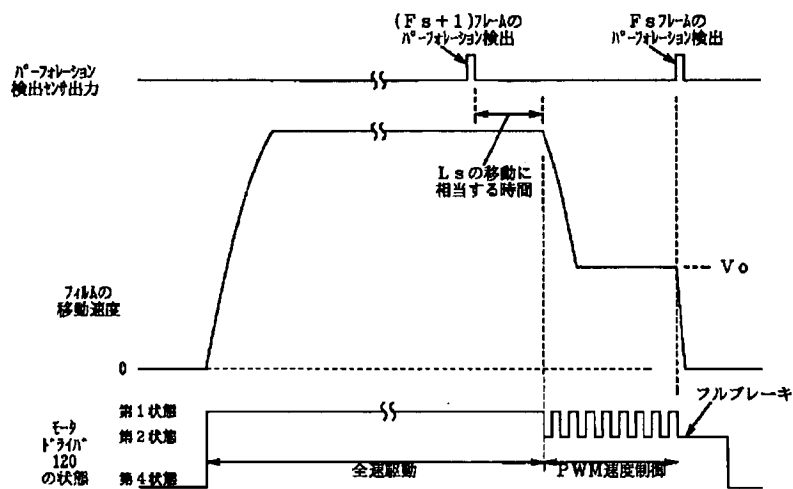 (Fs+1)フレームの
パーフォレーション検出
Fsフレームの
パーフォレーション検出
パーフォレーション
検出センサ出力
Lsの移動に
相当する時間
Vo
フィルムの
移動速度
0
フルブレーキ
モータ
ドライバ
120
の状態
第1状態
第2状態
第4状態
全速駆動
PWM速度制御